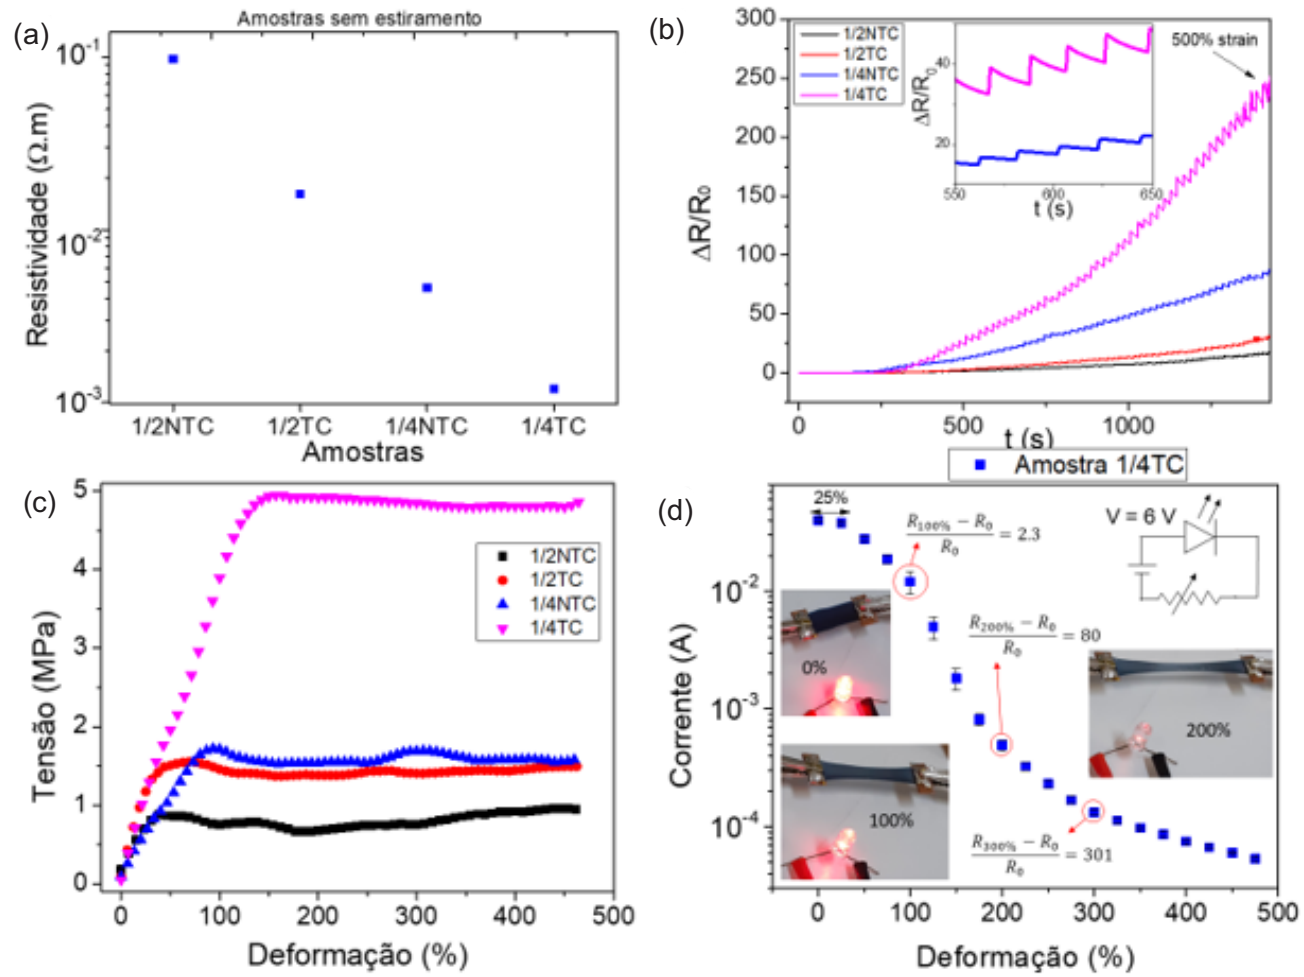 (a)
Amostras sem estiramento
10⁻¹
10⁻²
10⁻³
Resistividade (Ω.m)
1/2NTC 1/2TC 1/4NTC 1/4TC
Amostras
(b)
300
250
200
150
100
50
0
ΔR/R₀
1/2NTC
1/2TC
1/4NTC
1/4TC
40
20
ΔR/R₀
550 600 650
t (s)
500% strain
0 500 1000
t (s)
(c)
5
4
3
2
1
0
Tensão (MPa)
1/2NTC
1/2TC
1/4NTC
1/4TC
0 100 200 300 400 500
Deformação (%)
Amostra 1/4TC
(d)
25%
R₁₀₀% − R₀
R₀
= 2.3
V = 6 V
R₂₀₀% − R₀
R₀
= 80
0%
200%
100%
R₃₀₀% − R₀
R₀
= 301
10⁻²
10⁻³
10⁻⁴
Corrente (A)
0 100 200 300 400 500
Deformação (%)